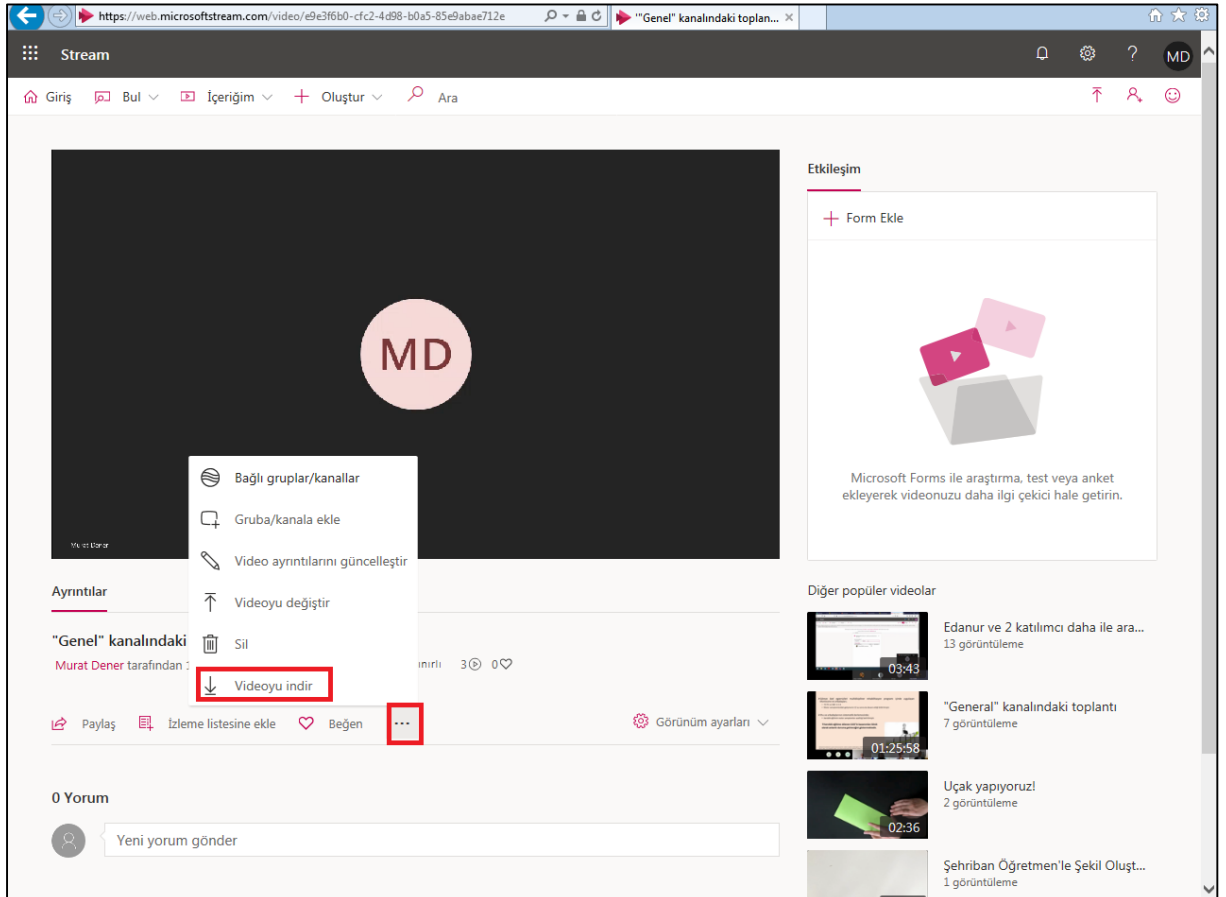 https://web.microsoftstream.com/video/e9e3f6b0-cfc2-4d98-b0a5-85e9abae712e
'"Genel" kanalındaki toplan...
Stream
MD
Giriş
Bul
İçeriğim
Oluştur
Ara
MD
Murat Dener
Bağlı gruplar/kanallar
Gruba/kanala ekle
Video ayrıntılarını güncelleştir
Videoyu değiştir
Sil
Videoyu indir
Ayrıntılar
"Genel" kanalındaki
Murat Dener tarafından
3 0
Paylaş
İzleme listesine ekle
Beğen
...
Görünüm ayarları
0 Yorum
Yeni yorum gönder
Etkileşim
Form Ekle
Microsoft Forms ile araştırma, test veya anket
ekleyerek videonuzu daha ilgi çekici hale getirin.
Diğer popüler videolar
03:43
Edanur ve 2 katılımcı daha ile ara...
13 görüntüleme
01:25:58
"General" kanalındaki toplantı
7 görüntüleme
02:36
Uçak yapıyoruz!
2 görüntüleme
Şehriban Öğretmen'le Şekil Oluşt...
1 görüntüleme